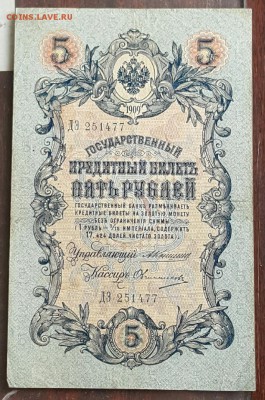 COINS.LAVE.RU
5 5
1909
ДЭ 251477
ГОСУДАРСТВЕННЫЙ
КРЕДИТНЫЙ БИЛЕТЪ
ПЯТЬ РУБЛЕЙ
ГОСУДАРСТВЕННЫЙ БАНКЪ РАЗМѢНИВАЕТЪ
КРЕДИТНЫЕ БИЛЕТЫ НА ЗОЛОТУЮ МОНЕТУ
БЕЗЪ ОГРАНИЧЕНІЯ СУММЫ
(1 РУБЛЬ = 1/15 ИМПЕРІАЛА, СОДЕРЖИТЪ
17,424 ДОЛЕЙ ЧИСТАГО ЗОЛОТА)
Управляющій
Кассиръ
ДЭ 251477
5